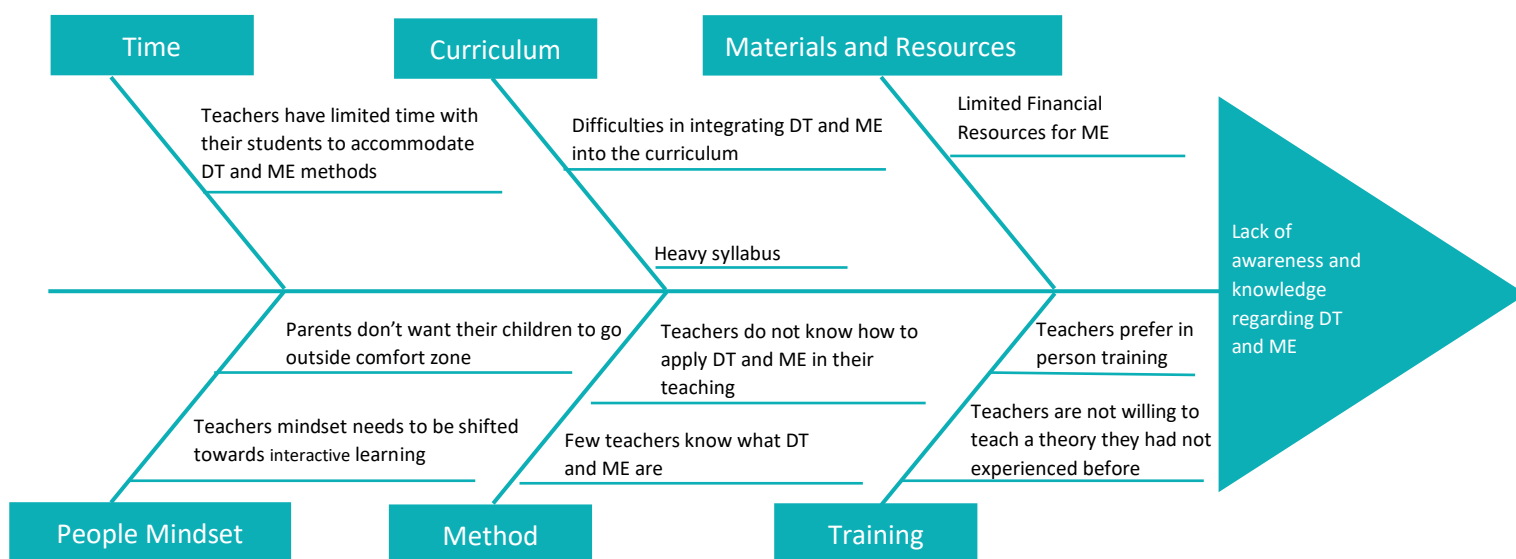 Time
Curriculum
Materials and Resources
Teachers have limited time with
their students to accommodate
DT and ME methods
Difficulties in integrating DT and ME
into the curriculum
Heavy syllabus
Limited Financial
Resources for ME
Lack of
awareness and
knowledge
regarding DT
and ME
Parents don’t want their children to go
outside comfort zone
Teachers mindset needs to be shifted
towards interactive learning
Teachers do not know how to
apply DT and ME in their
teaching
Few teachers know what DT
and ME are
Teachers prefer in
person training
Teachers are not willing to
teach a theory they had not
experienced before
People Mindset
Method
Training